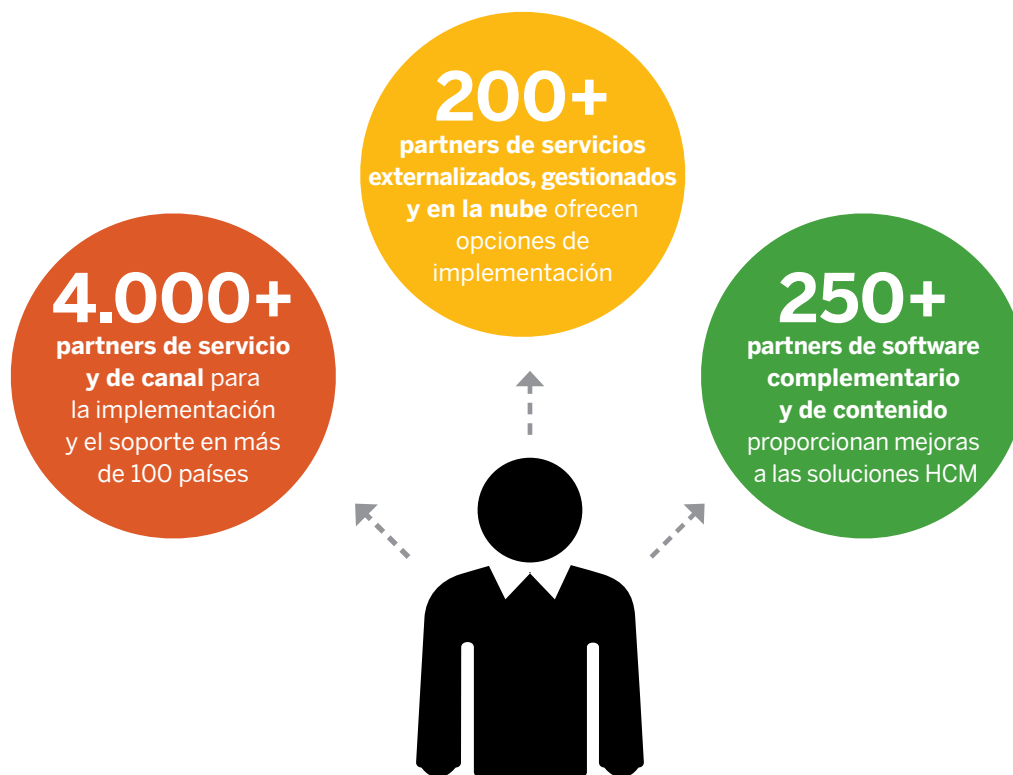 200+
partners de servicios
externalizados, gestionados
y en la nube ofrecen
opciones de
implementación
4.000+
partners de servicio
y de canal para
la implementación
y el soporte en más
de 100 países
250+
partners de software
complementario
y de contenido
proporcionan mejoras
a las soluciones HCM